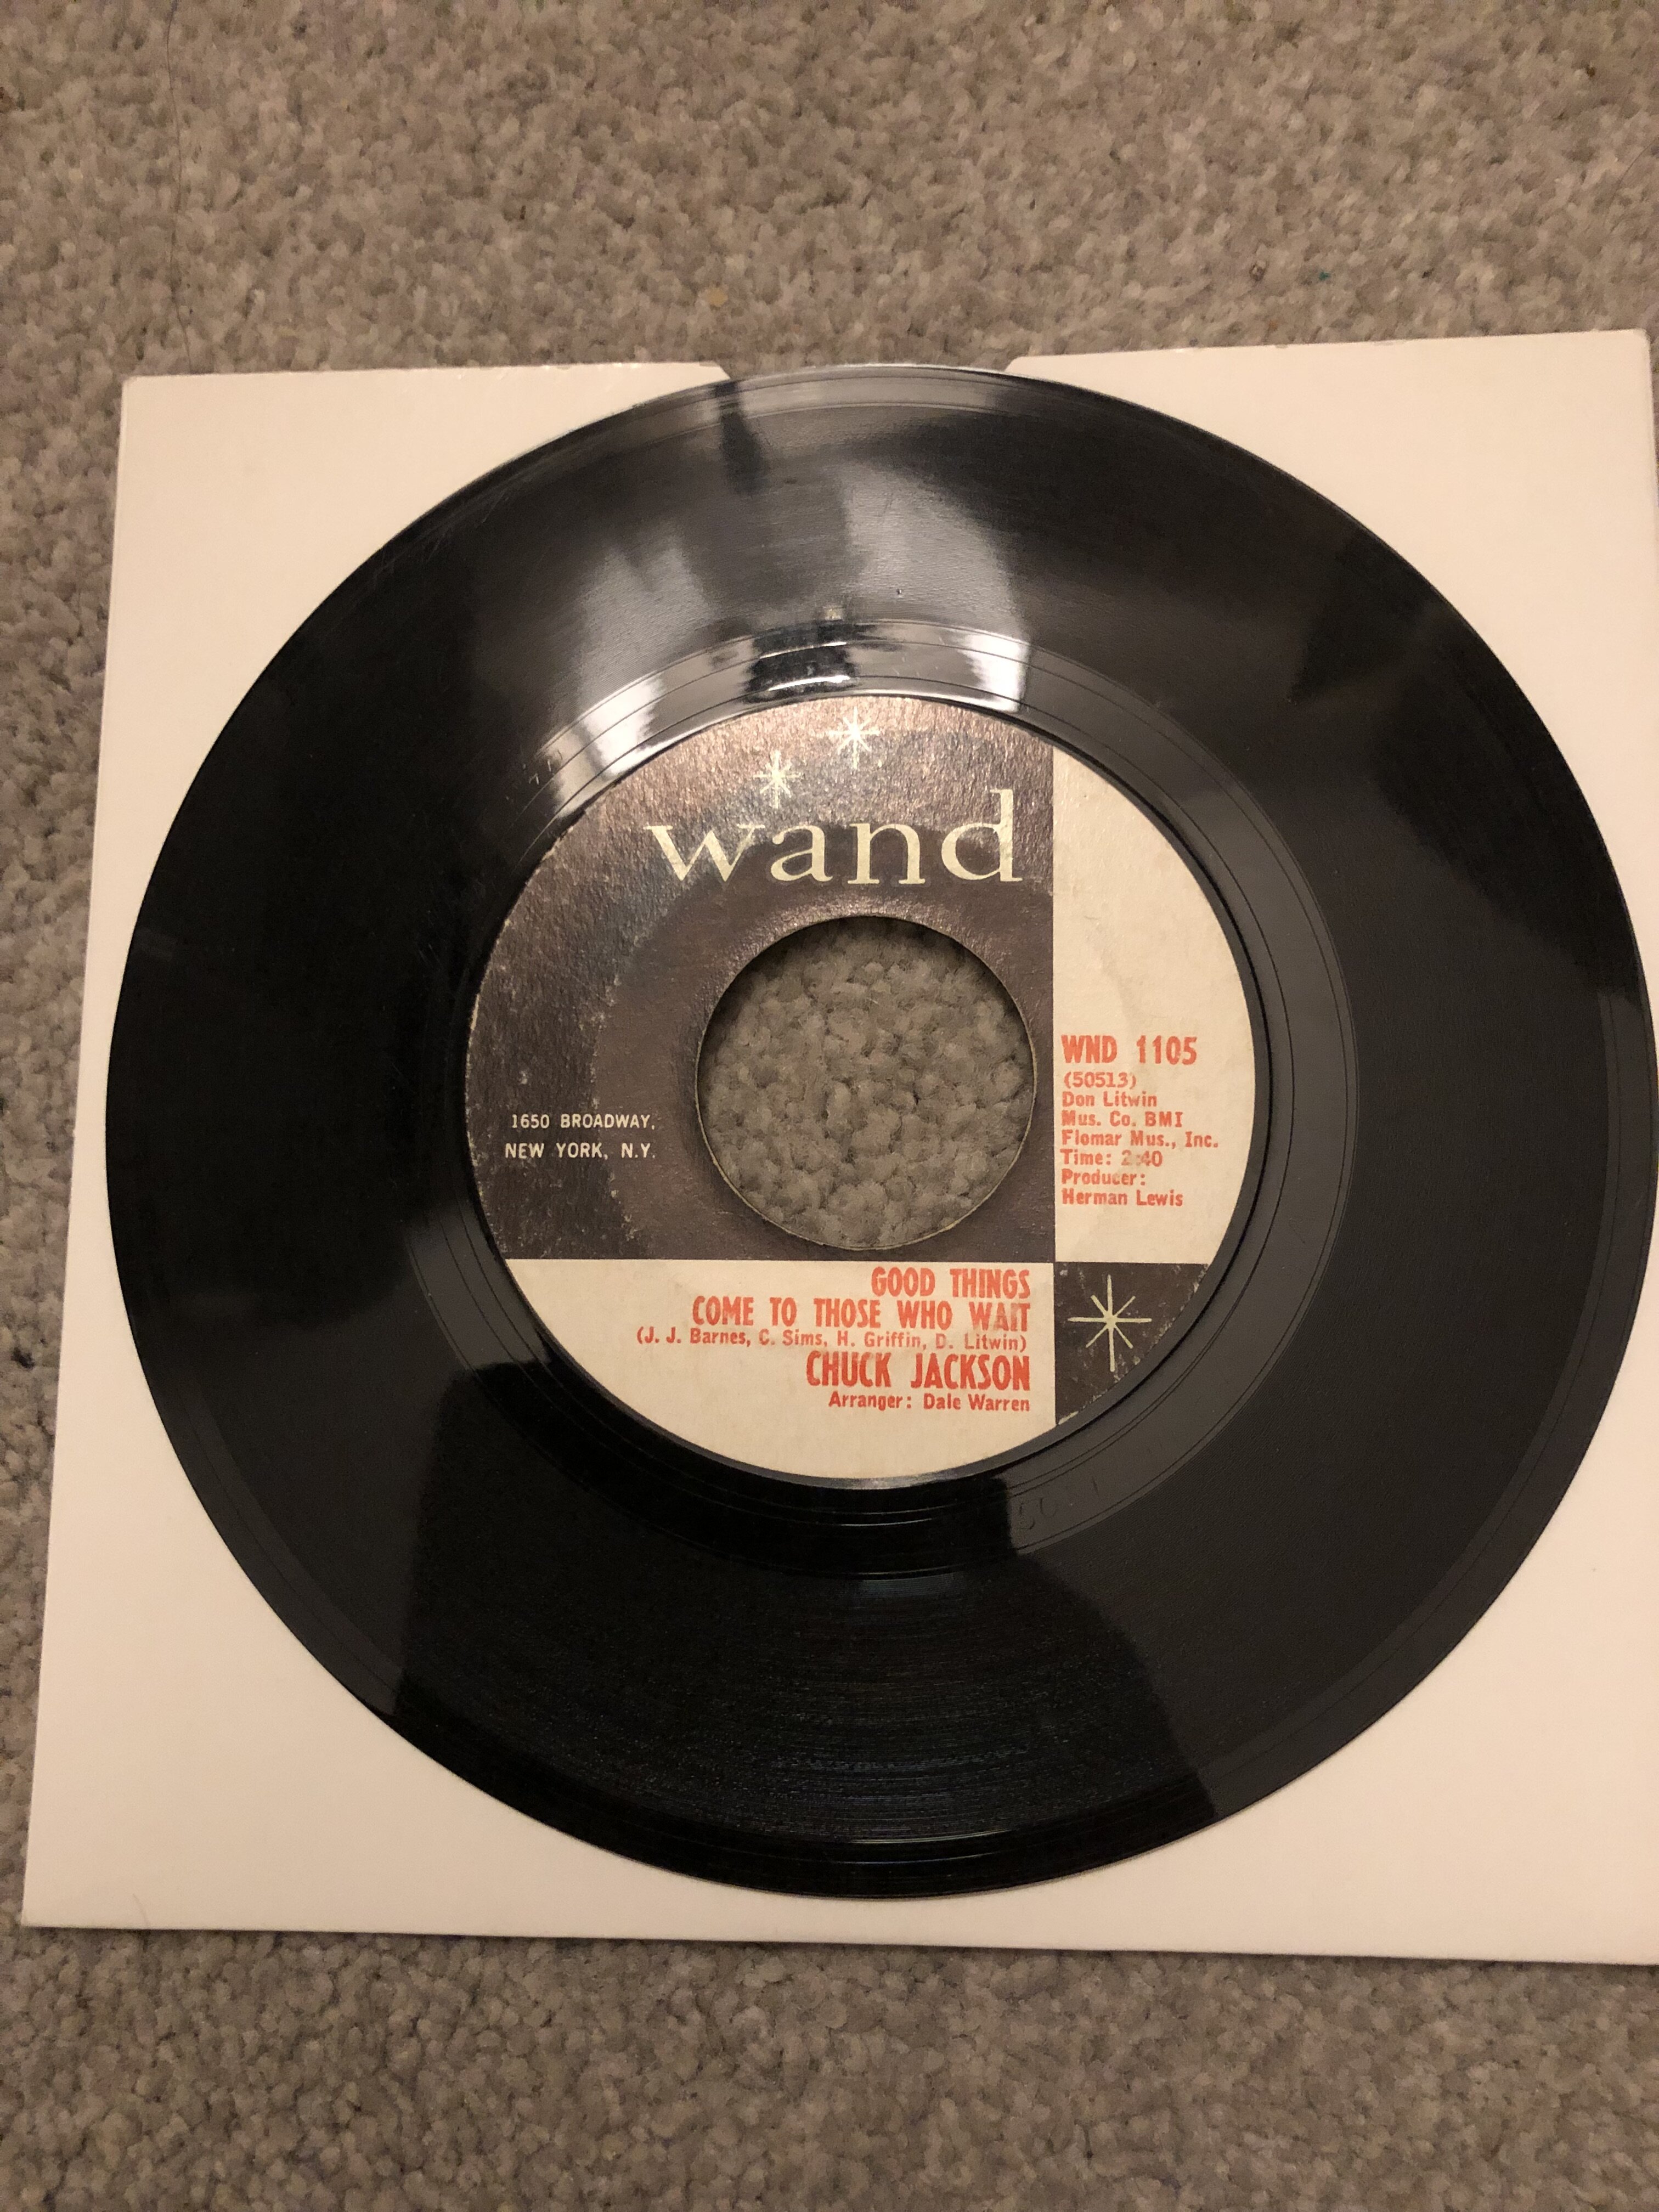 wand
1650 BROADWAY,
NEW YORK, N.Y.
WND 1105
(50513)
Don Litwin
Mus. Co. BMI
Flomar Mus., Inc.
Time: 2:40
Producer:
Herman Lewis
GOOD THINGS
COME TO THOSE WHO WAIT
(J. J. Barnes, C. Sims, H. Griffin, D. Litwin)
CHUCK JACKSON
Arranger: Dale Warren